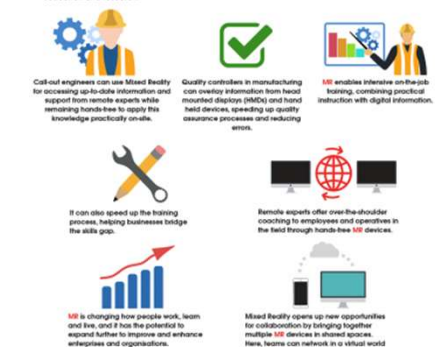 Call-out engineers can use Mixed Reality
for accessing up-to-date information and
support from remote experts while
remaining hands-free to apply this
knowledge practically on-site.
Quality controllers in manufacturing
can overlay information from head
mounted displays (HMDs) and hand
held devices, speeding up quality
assurance processes and reducing
errors.
MR enables intensive on-the-job
training, combining practical
instruction with digital information.
It can also speed up the training
process, helping businesses bridge
the skills gap.
Remote experts offer over-the-shoulder
coaching to employees and operatives in
the field through hands-free MR devices.
MR is changing how people work, learn
and live, and it has the potential to
expand further to improve and enhance
enterprises and organisations.
Mixed Reality opens up new opportunities
for collaboration by bringing together
multiple MR devices in shared spaces.
Here, teams can network in a virtual world